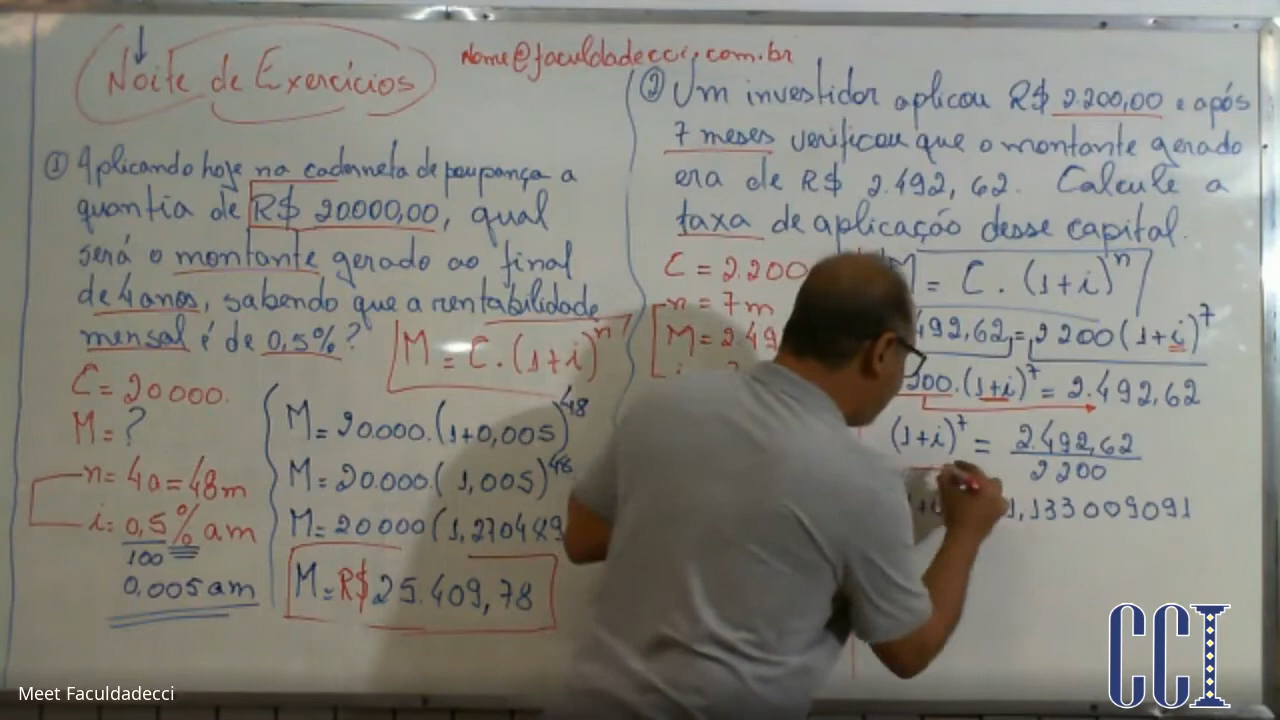 Noite de Exercícios
nome@faculdadecci.com.br
① Aplicando hoje na caderneta de poupança a
quantia de R$ 20000,00, qual
será o montante gerado ao final
de 4 anos, sabendo que a rentabilidade
mensal é de 0,5%?
M = C.(1+i)^n
C = 20000.
M = ?
n = 4a = 48m
i = 0,5% am
100
0,005 am
M = 20.000.(1+0,005)^48
M = 20.000.(1,005)^48
M = 20000(1,270489
M = R$ 25.409,78
② Um investidor aplicou R$ 2.200,00 e após
7 meses verificou que o montante gerado
era de R$ 2.492,62. Calcule a
taxa de aplicação desse capital.
C = 2.200
n = 7m
M = 2.49
M = C.(1+i)^n
492,62 = 2200(1+i)^7
200.(1+i)^7 = 2.492,62
(1+i)^7 = 2.492,62
2200
1,133009091
Meet Faculdadecci
CCI